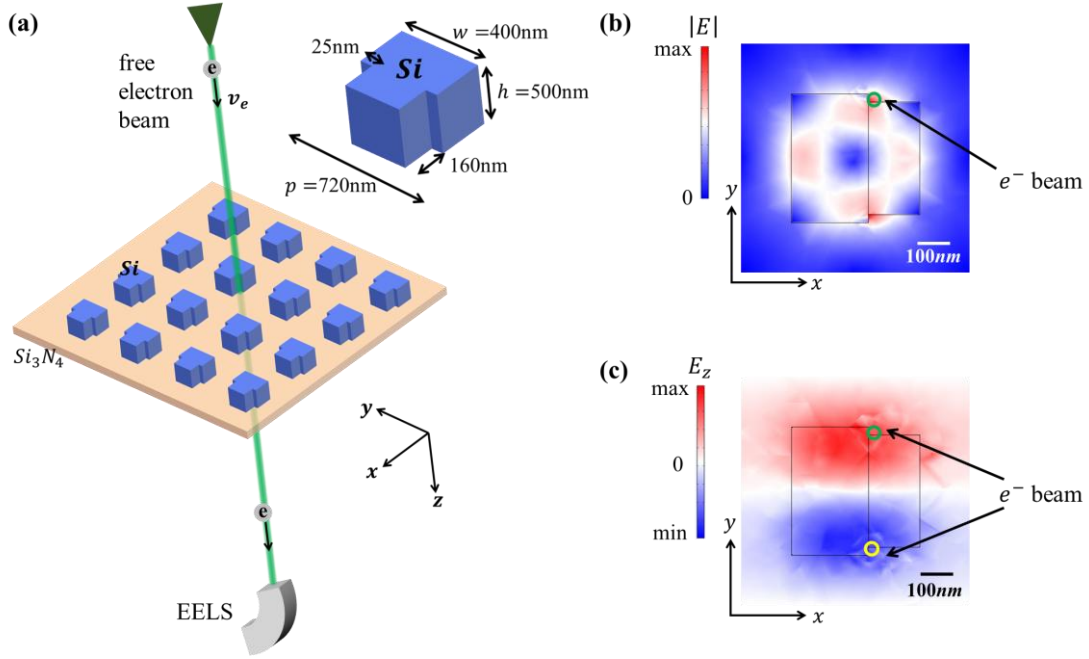 (a)
free
electron
beam
e
v_e
25nm
Si
w =400nm
h =500nm
160nm
p =720nm
Si
Si_3N_4
y
x
z
e
EELS
(b)
|E|
max
0
y
x
100nm
e^- beam
(c)
E_z
max
0
min
y
x
100nm
e^- beam